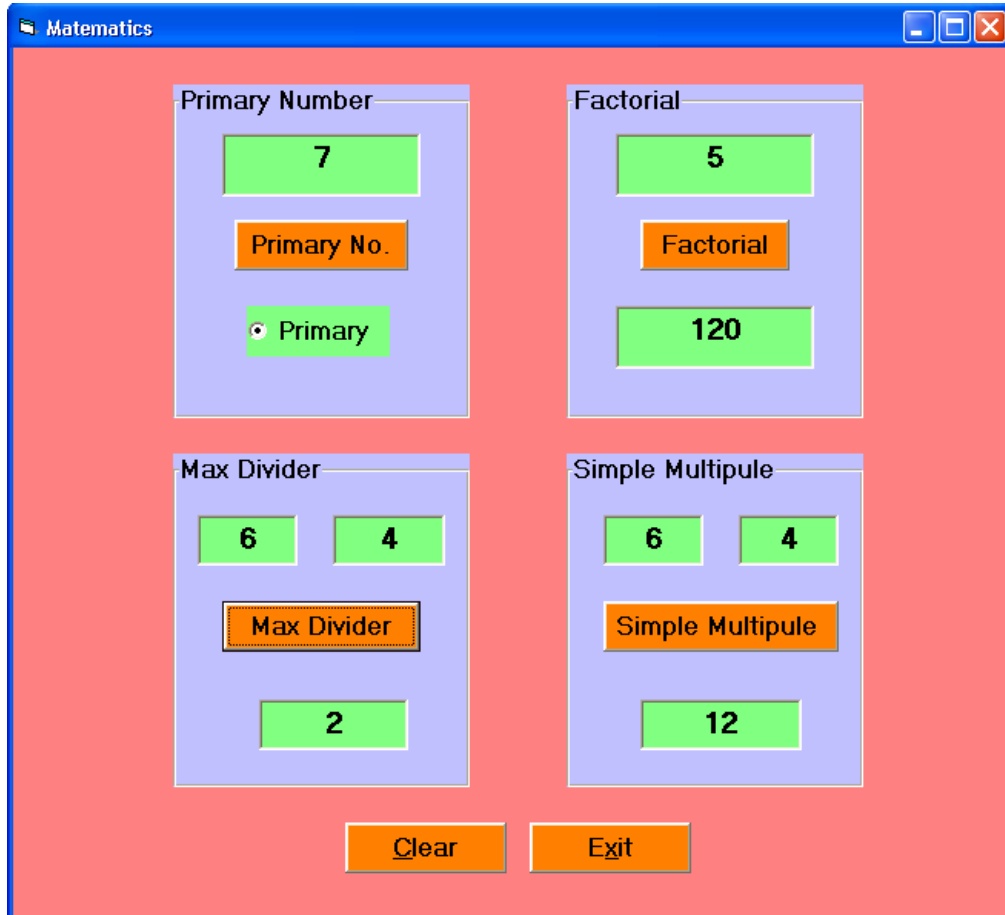 Matematics
Primary Number
7
Primary No.
Primary
Factorial
5
Factorial
120
Max Divider
6 4
Max Divider
2
Simple Multipule
6 4
Simple Multipule
12
Clear
Exit